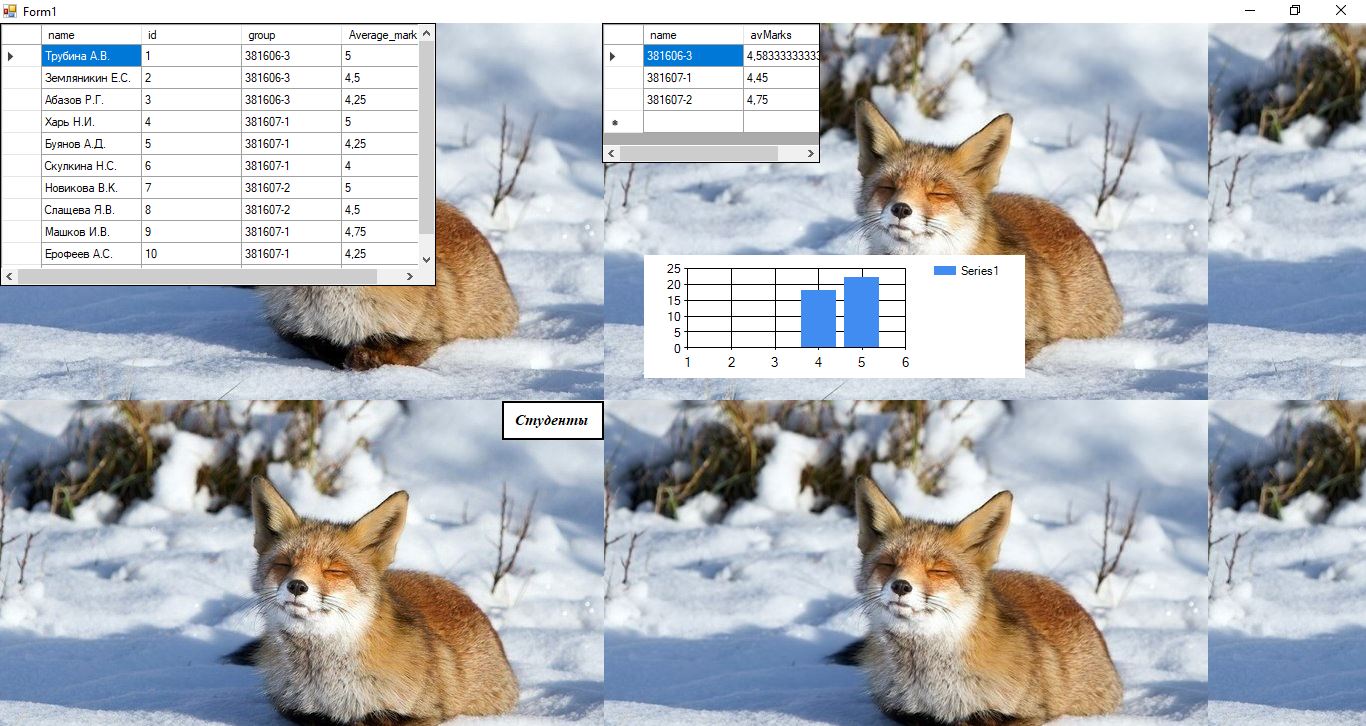 Form1
name id group Average_mark
Трубина А.В. 1 381606-3 5
Земляникин Е.С. 2 381606-3 4,5
Абазов Р.Г. 3 381606-3 4,25
Харь Н.И. 4 381607-1 5
Буянов А.Д. 5 381607-1 4,25
Скулкина Н.С. 6 381607-1 4
Новикова В.К. 7 381607-2 5
Слащева Я.В. 8 381607-2 4,5
Машков И.В. 9 381607-1 4,75
Ерофеев А.С. 10 381607-1 4,25
name avMarks
381606-3 4,58333333333
381607-1 4,45
381607-2 4,75
25
20
15
10
5
0
1 2 3 4 5 6
Series1
Студенты